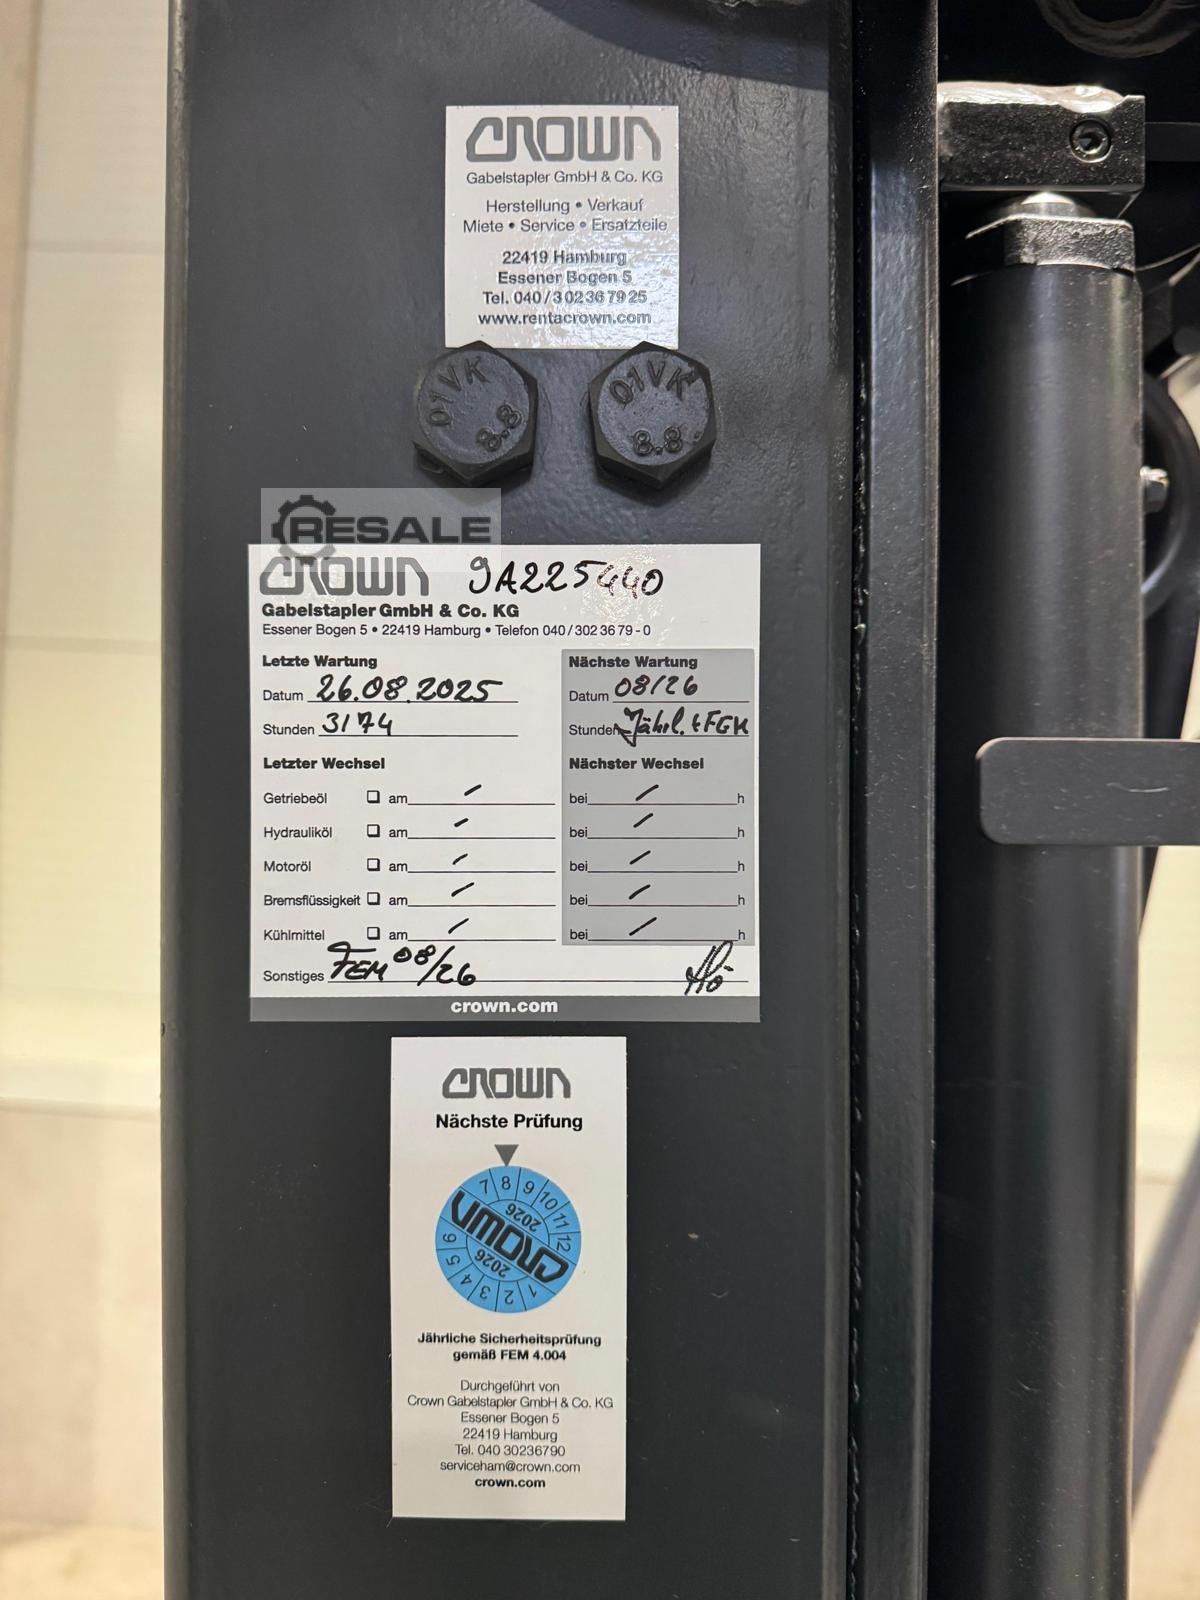 CROWN
Gabelstapler GmbH & Co. KG
Herstellung • Verkauf
Miete • Service • Ersatzteile
22419 Hamburg
Essener Bogen 5
Tel. 040/302367925
www.rentacrown.com
01VK
8.8
01VK
8.8
RESALE
CROWN 9A225440
Gabelstapler GmbH & Co. KG
Essener Bogen 5 • 22419 Hamburg • Telefon 040/3023679-0
Letzte Wartung
Datum 26.08.2025
Stunden 3174
Nächste Wartung
Datum 08/26
Stunden Jährl. + FEM
Letzter Wechsel
Nächster Wechsel
Getriebeöl am / bei / h
Hydrauliköl am / bei / h
Motoröl am / bei / h
Bremsflüssigkeit am / bei / h
Kühlmittel am / bei / h
Sonstiges FEM 08/26
crown.com
CROWN
Nächste Prüfung
7 8 9 10 11 12
2026
CROWN
2026
1 2 3 4 5 6
Jährliche Sicherheitsprüfung
gemäß FEM 4.004
Durchgeführt von
Crown Gabelstapler GmbH & Co. KG
Essener Bogen 5
22419 Hamburg
Tel. 040 30236790
serviceham@crown.com
crown.com